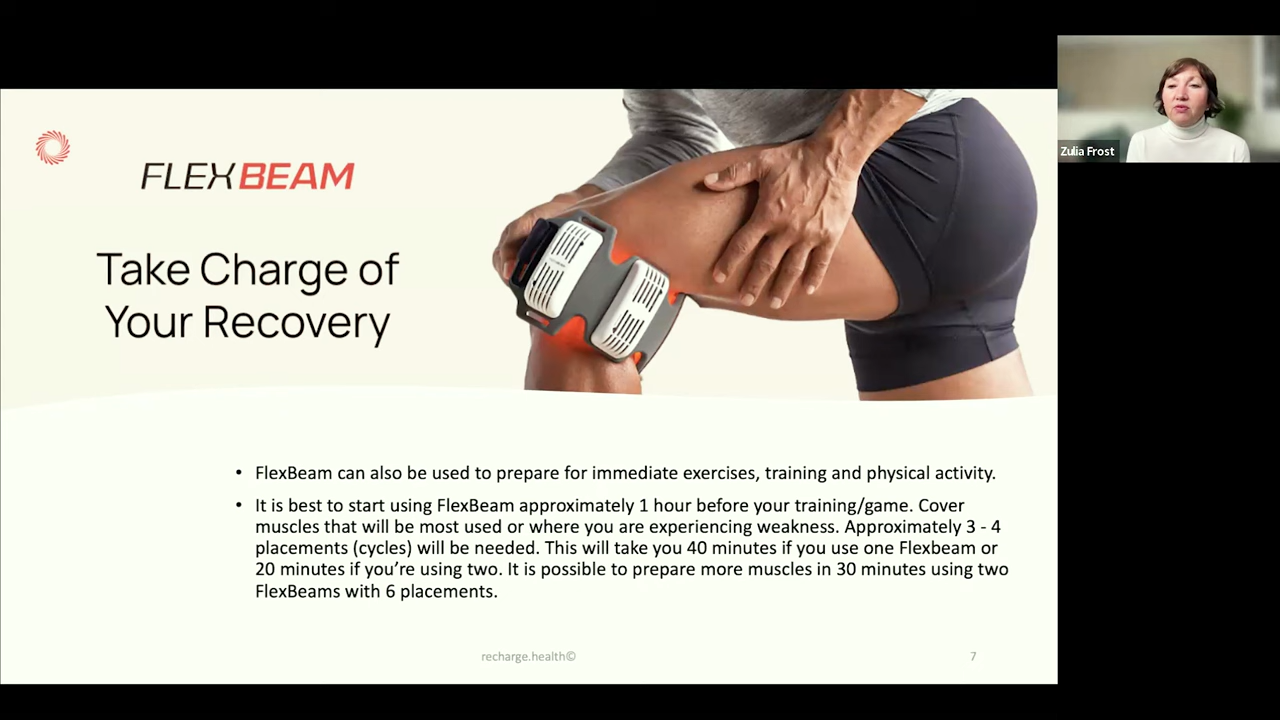 FLEXBEAM
Take Charge of
Your Recovery
• FlexBeam can also be used to prepare for immediate exercises, training and physical activity.
• It is best to start using FlexBeam approximately 1 hour before your training/game. Cover
muscles that will be most used or where you are experiencing weakness. Approximately 3 - 4
placements (cycles) will be needed. This will take you 40 minutes if you use one Flexbeam or
20 minutes if you’re using two. It is possible to prepare more muscles in 30 minutes using two
FlexBeams with 6 placements.
recharge.health©
7
Zulia Frost